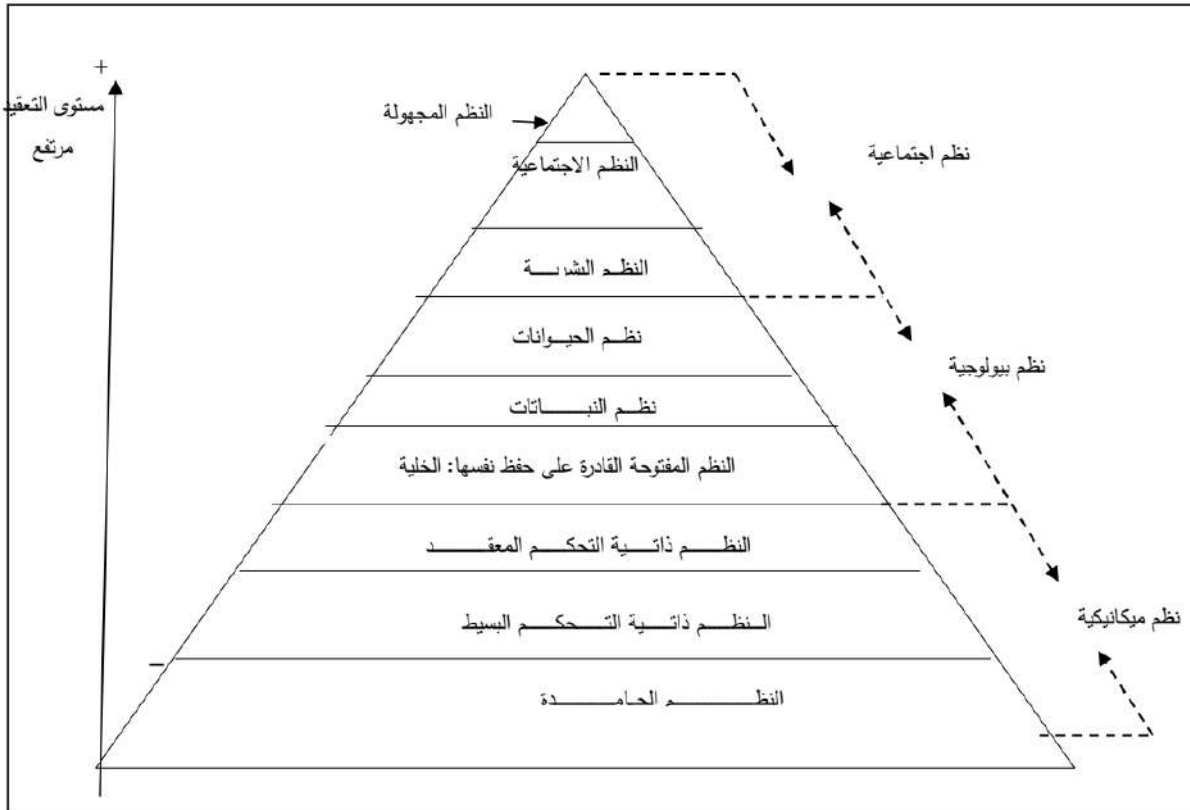 +
مستوى التعقيد
مرتفع
النظم المجهولة
نظم اجتماعية
النظم الاجتماعية
النظم البشرية
نظم الحيوانات
نظم بيولوجية
نظم النباتات
النظم المفتوحة القادرة على حفظ نفسها: الخلية
النظم ذاتية التحكم المعقد
نظم ميكانيكية
النظم ذاتية التحكم البسيط
−
النظم الجامدة